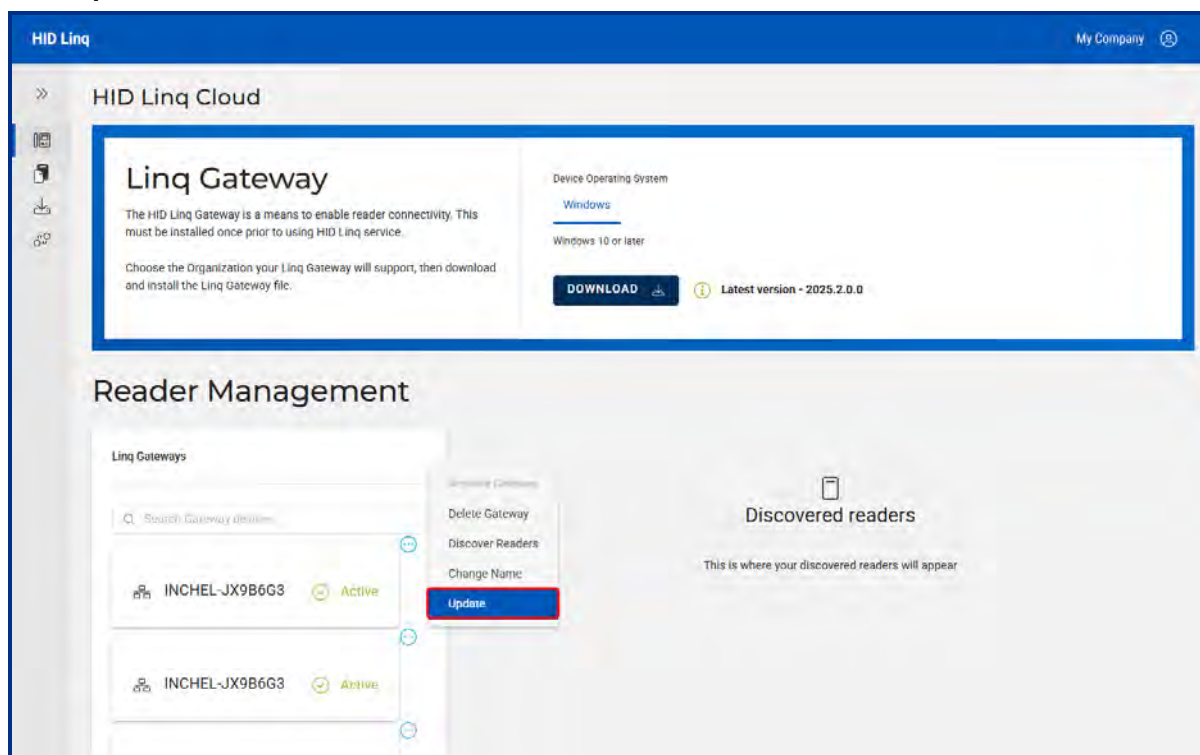 HID Linq
My Company
HID Linq Cloud
Linq Gateway
The HID Linq Gateway is a means to enable reader connectivity. This
must be installed once prior to using HID Linq service.
Choose the Organization your Linq Gateway will support, then download
and install the Linq Gateway file.
Device Operating System
Windows
Windows 10 or later
DOWNLOAD
Latest version - 2025.2.0.0
Reader Management
Linq Gateways
Search Gateway devices
INCHEL-JX9B6G3 Active
INCHEL-JX9B6G3 Active
Gateway
Delete Gateway
Discover Readers
Change Name
Update
Discovered readers
This is where your discovered readers will appear